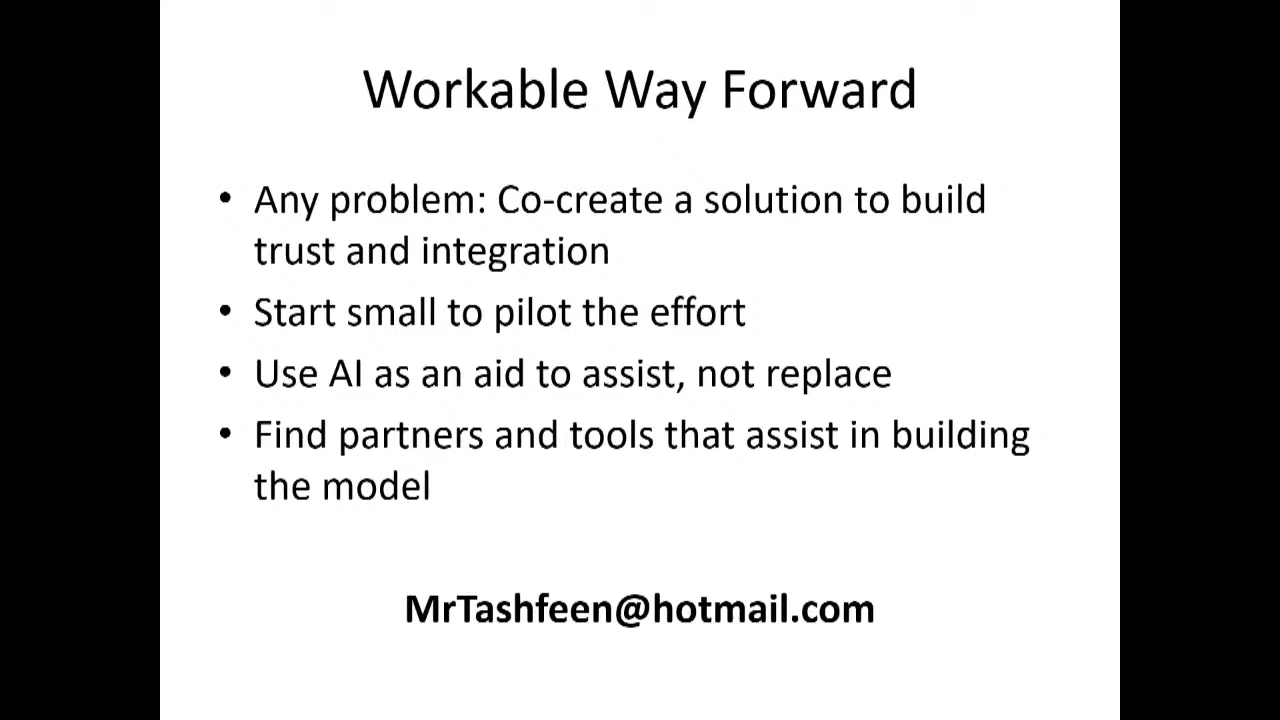 Workable Way Forward
• Any problem: Co-create a solution to build
trust and integration
• Start small to pilot the effort
• Use AI as an aid to assist, not replace
• Find partners and tools that assist in building
the model
MrTashfeen@hotmail.com